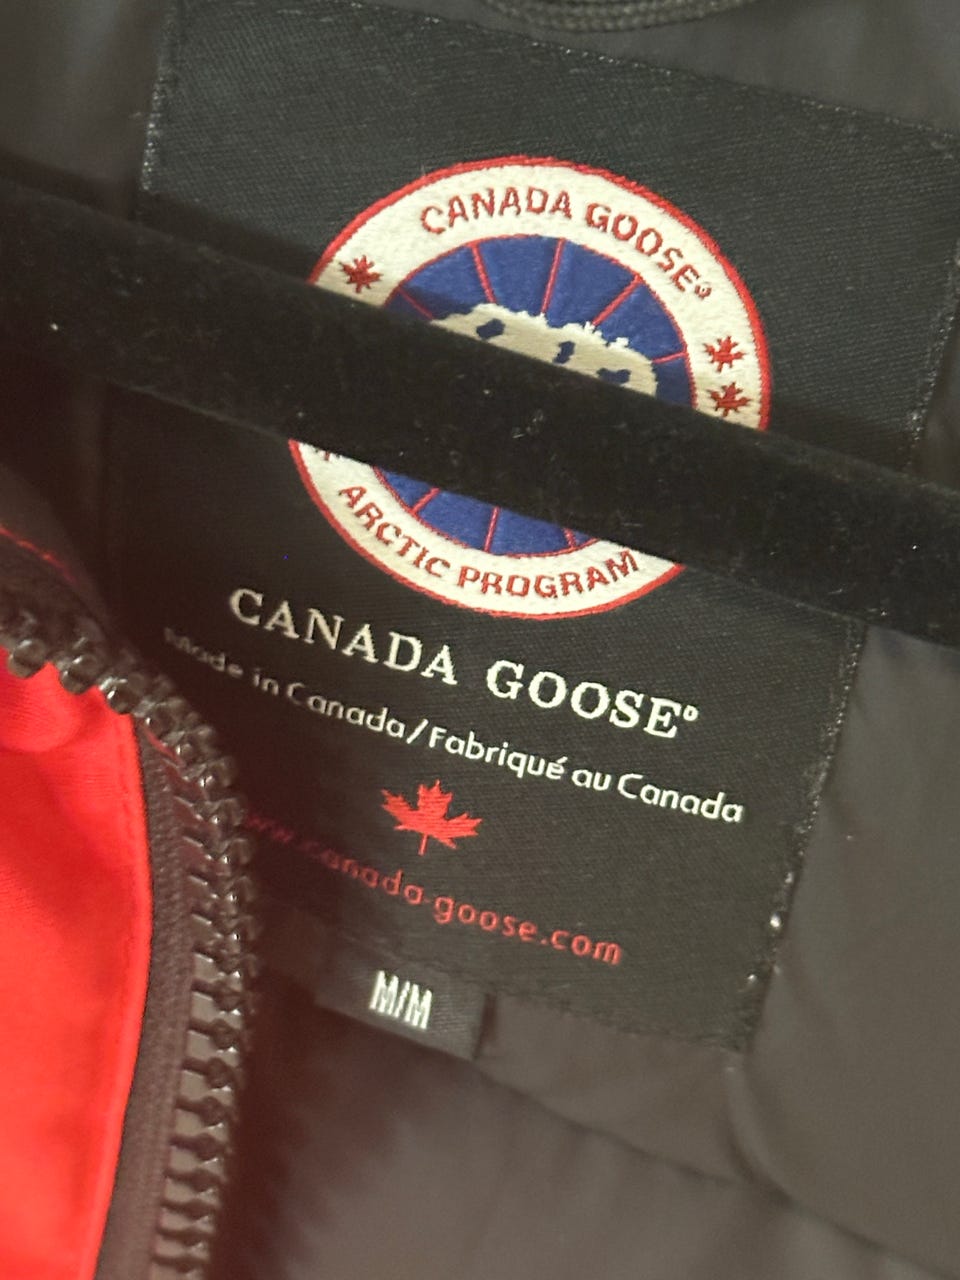 CANADA GOOSE®
ARCTIC PROGRAM
CANADA GOOSE®
Made in Canada/Fabriqué au Canada
www.canada-goose.com
M/M